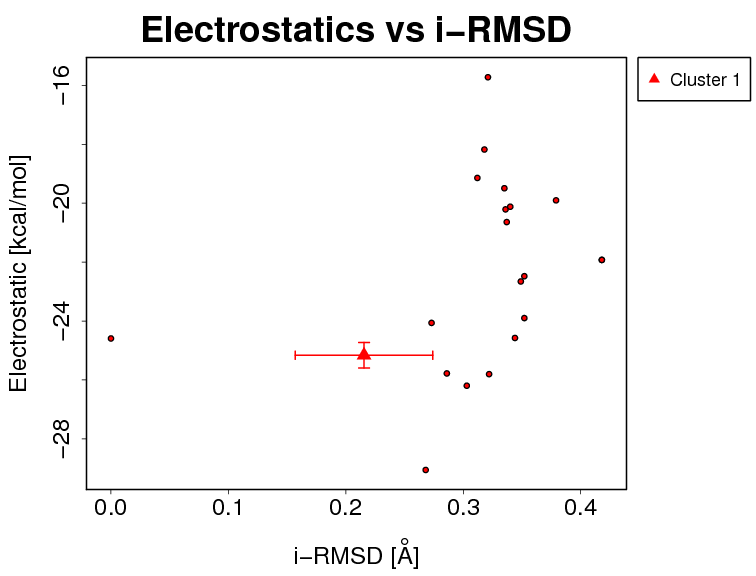 Electrostatics vs i−RMSD
Cluster 1
Electrostatic [kcal/mol]
−16
−20
−24
−28
0.0 0.1 0.2 0.3 0.4
i−RMSD [Å]